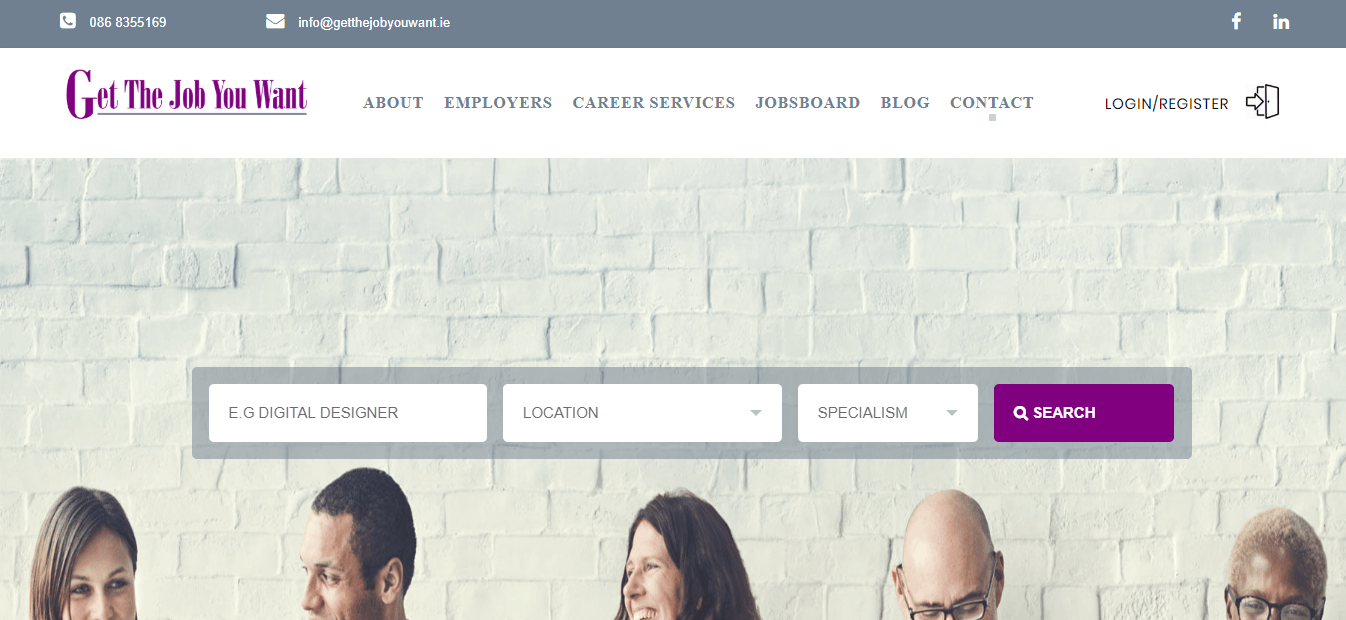 086 8355169
info@getthejobyouwant.ie
Get The Job You Want
ABOUT EMPLOYERS CAREER SERVICES JOBSBOARD BLOG CONTACT
LOGIN/REGISTER
E.G DIGITAL DESIGNER
LOCATION
SPECIALISM
SEARCH